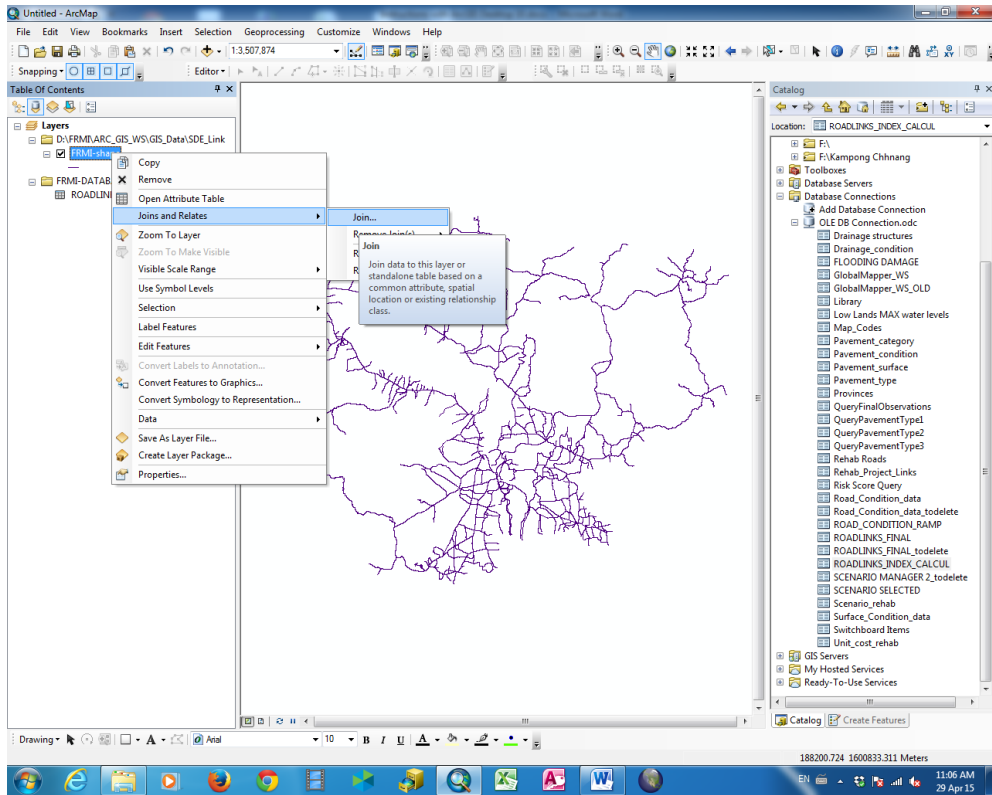 Untitled - ArcMap
File Edit View Bookmarks Insert Selection Geoprocessing Customize Windows Help
1:3,507,874
Snapping
Editor
Table Of Contents
Layers
D:\FRMI\ARC_GIS_WS\GIS_Data\SDE_Link
FRMI-shap
FRMI-DATAB
ROADLIN
Copy
Remove
Open Attribute Table
Joins and Relates
Zoom To Layer
Zoom To Make Visible
Visible Scale Range
Use Symbol Levels
Selection
Label Features
Edit Features
Convert Labels to Annotation...
Convert Features to Graphics...
Convert Symbology to Representation...
Data
Save As Layer File...
Create Layer Package...
Properties...
Join...
Remove Join(s)
R
R
Join
Join data to this layer or
standalone table based on a
common attribute, spatial
location or existing relationship
class.
Catalog
Location: ROADLINKS_INDEX_CALCUL
F:\
F:\Kampong Chhnang
Toolboxes
Database Servers
Database Connections
Add Database Connection
OLE DB Connection.odc
Drainage structures
Drainage_condition
FLOODING DAMAGE
GlobalMapper_WS
GlobalMapper_WS_OLD
Library
Low Lands MAX water levels
Map_Codes
Pavement_category
Pavement_condition
Pavement_surface
Pavement_type
Provinces
QueryFinalObservations
QueryPavementType1
QueryPavementType2
QueryPavementType3
Rehab Roads
Rehab_Project_Links
Risk Score Query
Road_Condition_data
Road_Condition_data_todelete
ROAD_CONDITION_RAMP
ROADLINKS_FINAL
ROADLINKS_FINAL_todelete
ROADLINKS_INDEX_CALCUL
SCENARIO MANAGER 2_todelete
SCENARIO SELECTED
Scenario_rehab
Surface_Condition_data
Switchboard Items
Unit_cost_rehab
GIS Servers
My Hosted Services
Ready-To-Use Services
Catalog Create Features
Drawing A Arial 10 B I U A
188200.724 1600833.311 Meters
EN 11:06 AM
29 Apr 15